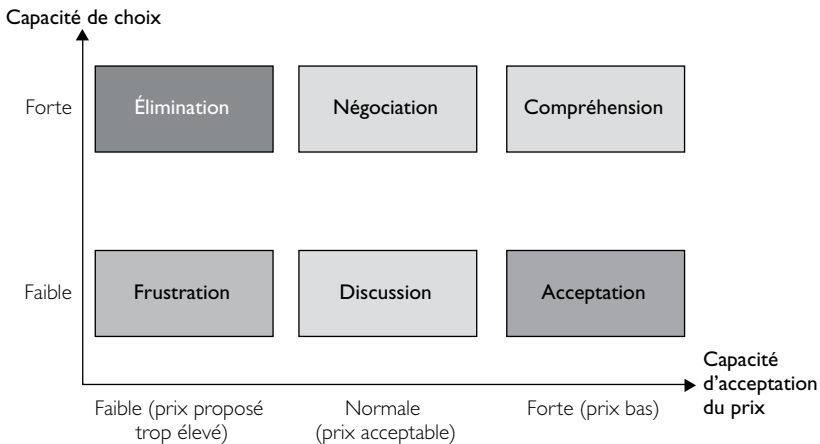 Capacité de choix
Forte
Élimination
Négociation
Compréhension
Faible
Frustration
Discussion
Acceptation
Capacité
d'acceptation
du prix
Faible (prix proposé
trop élevé)
Normale
(prix acceptable)
Forte (prix bas)